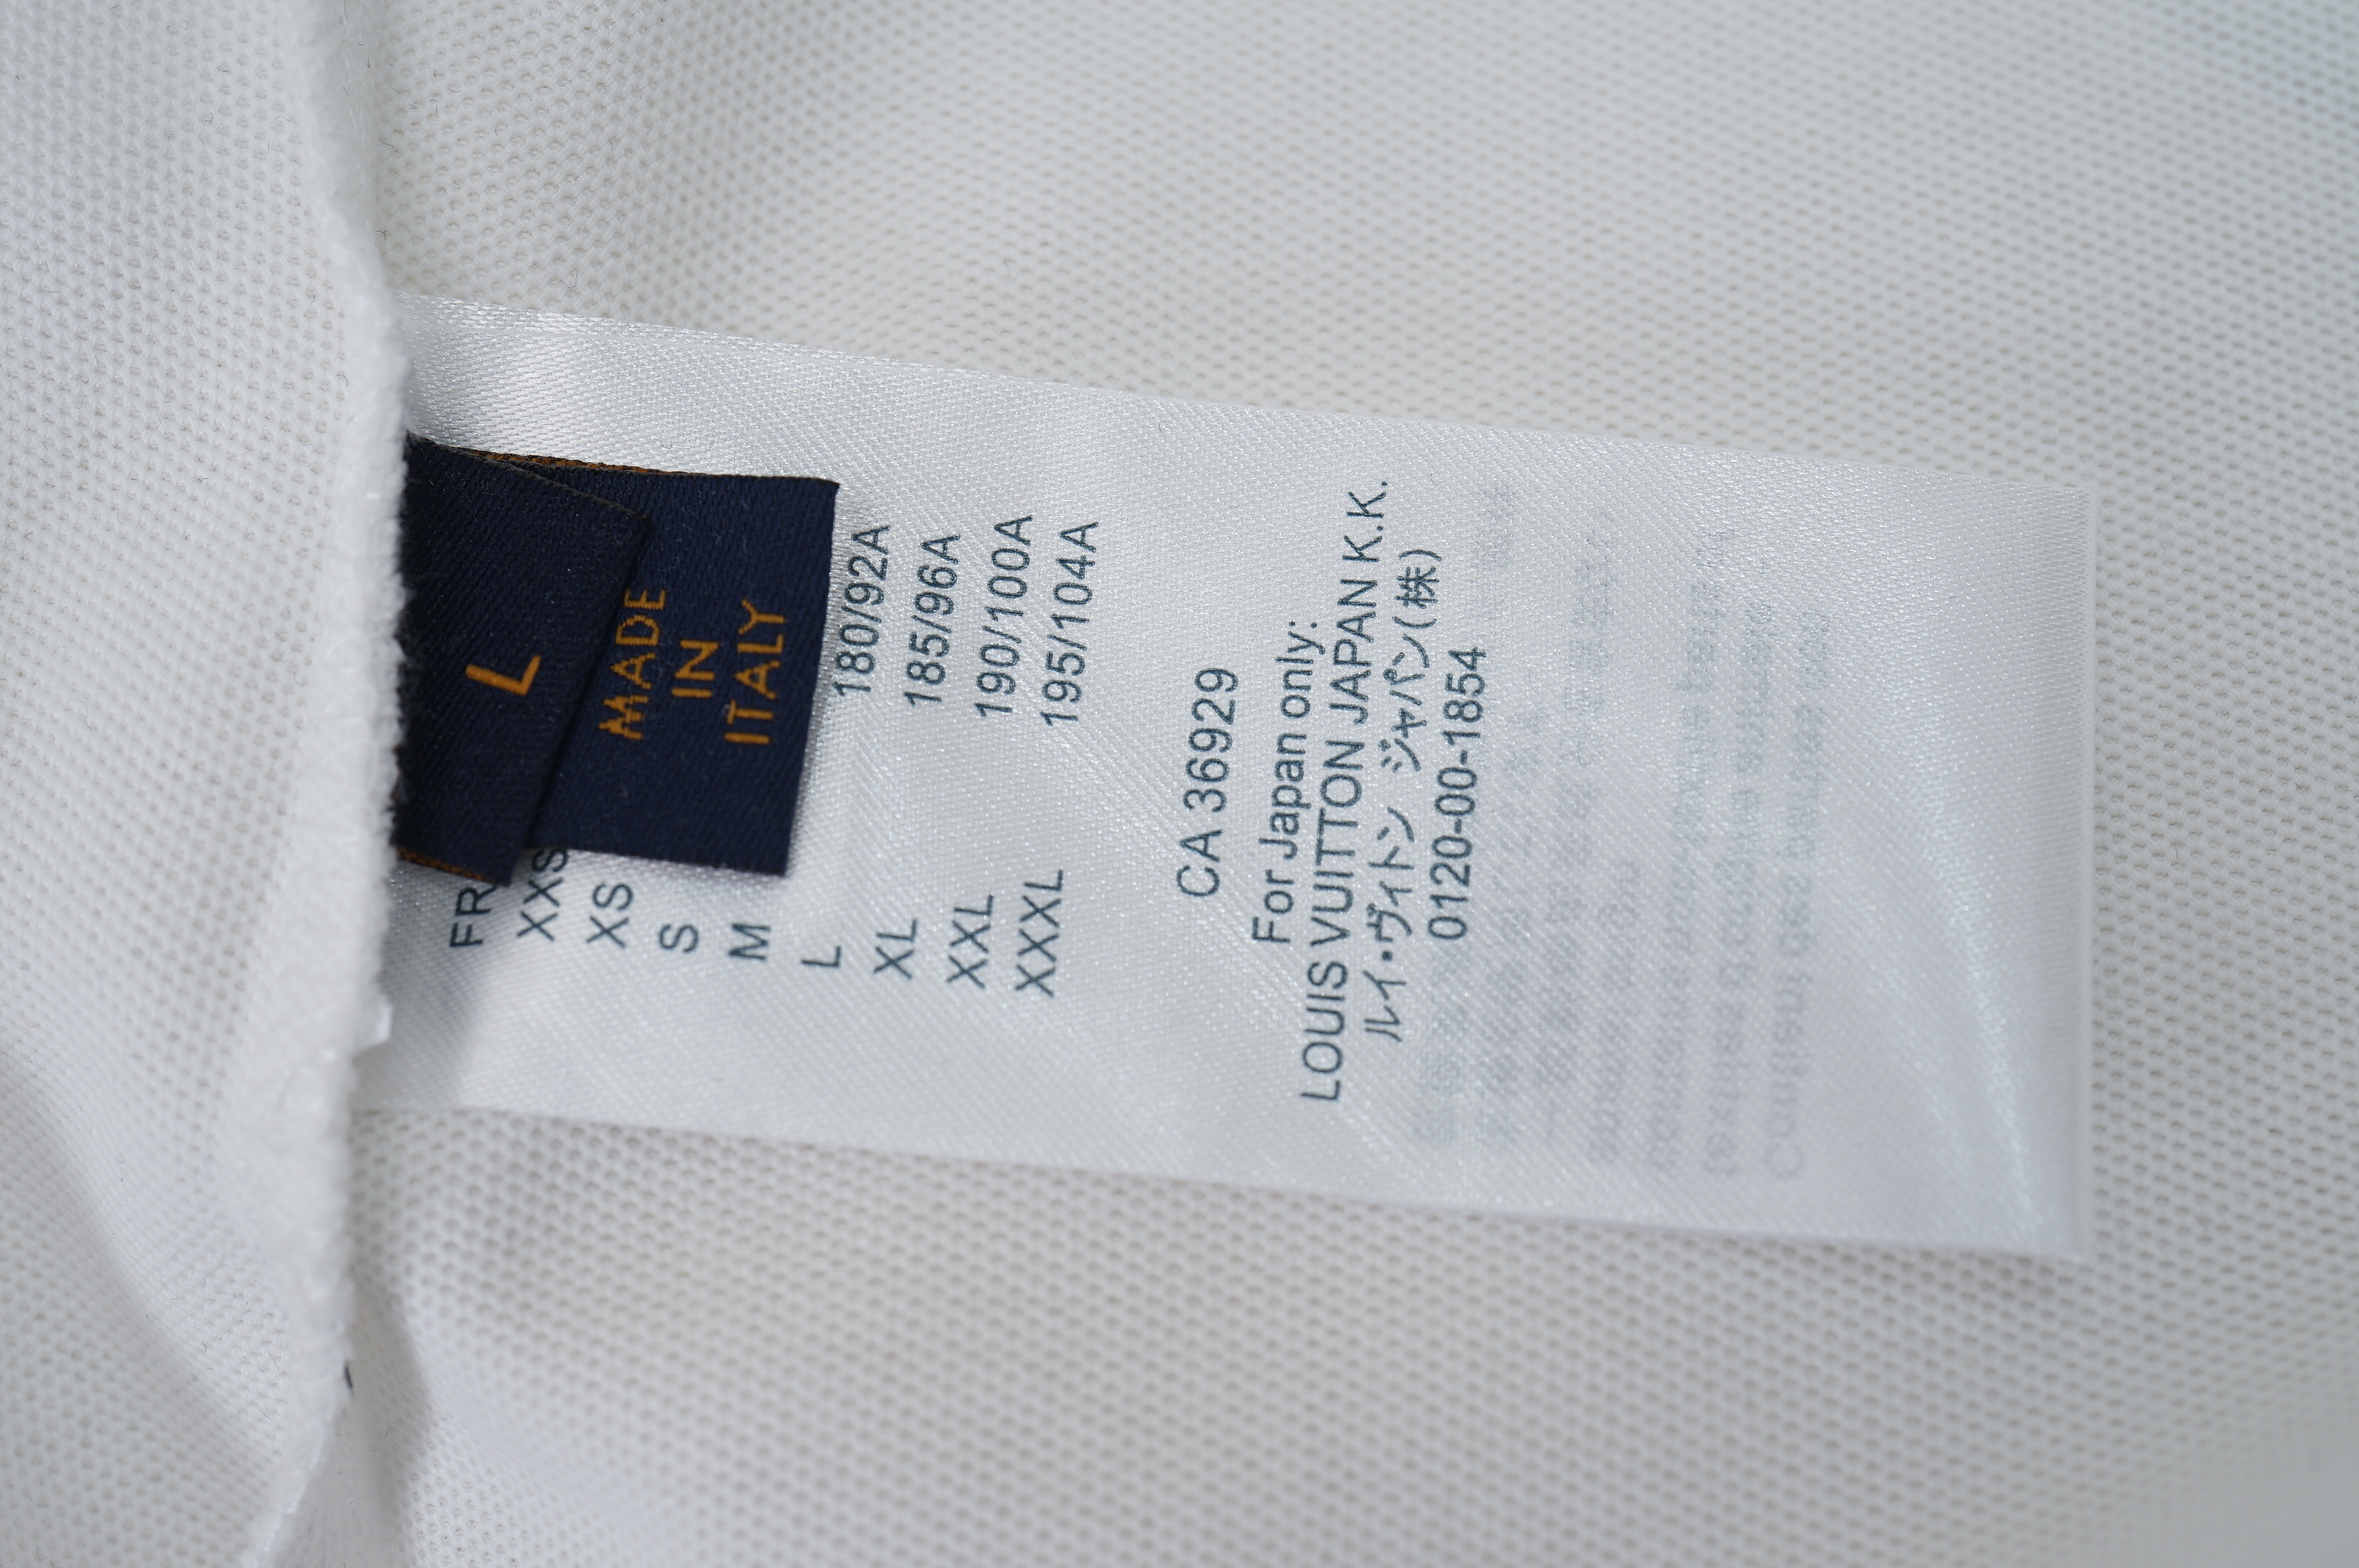 L
MADE
IN
ITALY
FR
XXS
XS
S
M
L 180/92A
XL 185/96A
XXL 190/100A
XXXL 195/104A
CA 36929
For Japan only:
LOUIS VUITTON JAPAN K.K.
ルイ・ヴィトン ジャパン(株)
0120-00-1854